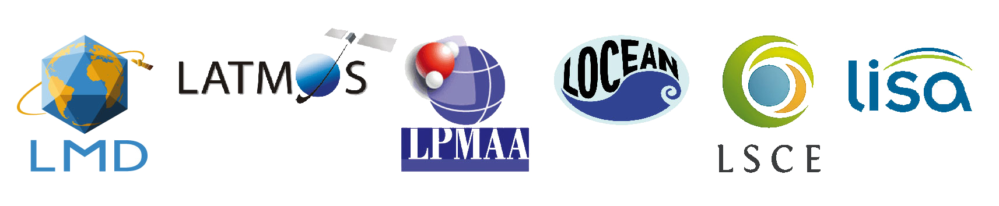 LMD
LATMOS
LPMAA
LOCEAN
LSCE
lisa